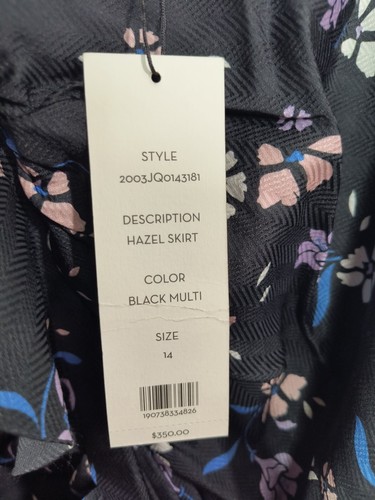 STYLE
2003JQ0143181
DESCRIPTION
HAZEL SKIRT
COLOR
BLACK MULTI
SIZE
14
190738334826
$350.00